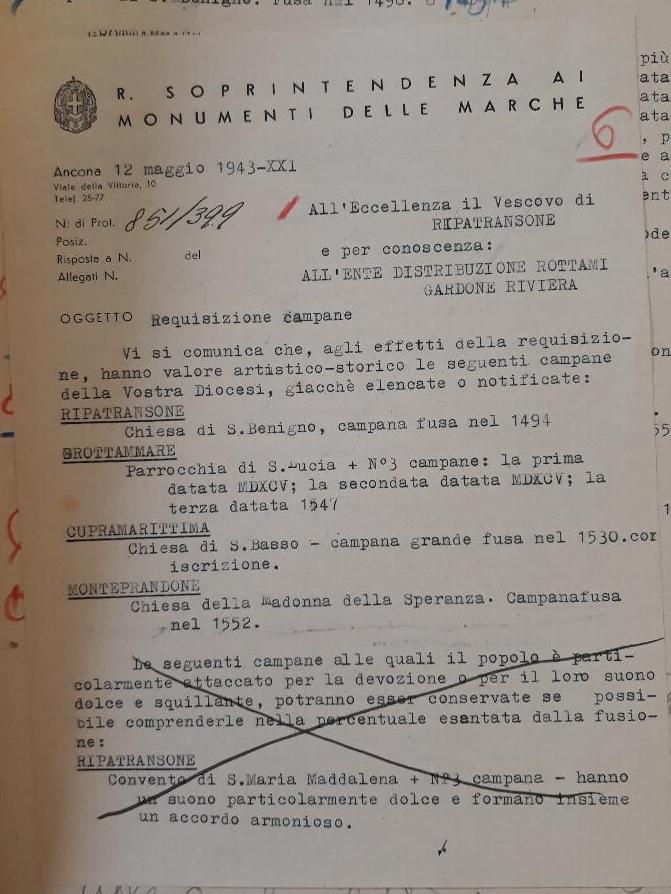 fusa nel 1490.
R. SOPRINTENDENZA AI
MONUMENTI DELLE MARCHE
6
Ancona 12 maggio 1943-XXI
Viale della Vittoria, 10
Telef. 25-77
N. di Prot. 851/399
Posiz.
Risposta a N. del
Allegati N.
All'Eccellenza il Vescovo di
RIPATRANSONE
e per conoscenza:
ALL'ENTE DISTRIBUZIONE ROTTAMI
GARDONE RIVIERA
OGGETTO Requisizione campane
Vi si comunica che, agli effetti della requisizio-
ne, hanno valore artistico-storico le seguenti campane
della Vostra Diocesi, giacchè elencate o notificate:
RIPATRANSONE
Chiesa di S.Benigno, campana fusa nel 1494
GROTTAMMARE
Parrocchia di S.Lucia + N°3 campane: la prima
datata MDXCV; la secondata datata MDXCV; la
terza datata 1547
CUPRAMARITTIMA
Chiesa di S.Basso - campana grande fusa nel 1530.con
iscrizione.
MONTEPRANDONE
Chiesa della Madonna della Speranza. Campanafusa
nel 1552.
Le seguenti campane alle quali il popolo è parti-
colarmente attaccato per la devozione o per il loro suono
dolce e squillante, potranno esser conservate se possi-
bile comprenderle nella percentuale esantata dalla fusio-
ne:
RIPATRANSONE
Convento di S.Maria Maddalena + N°3 campana - hanno
un suono particolarmente dolce e formano insieme
un accordo armonioso.